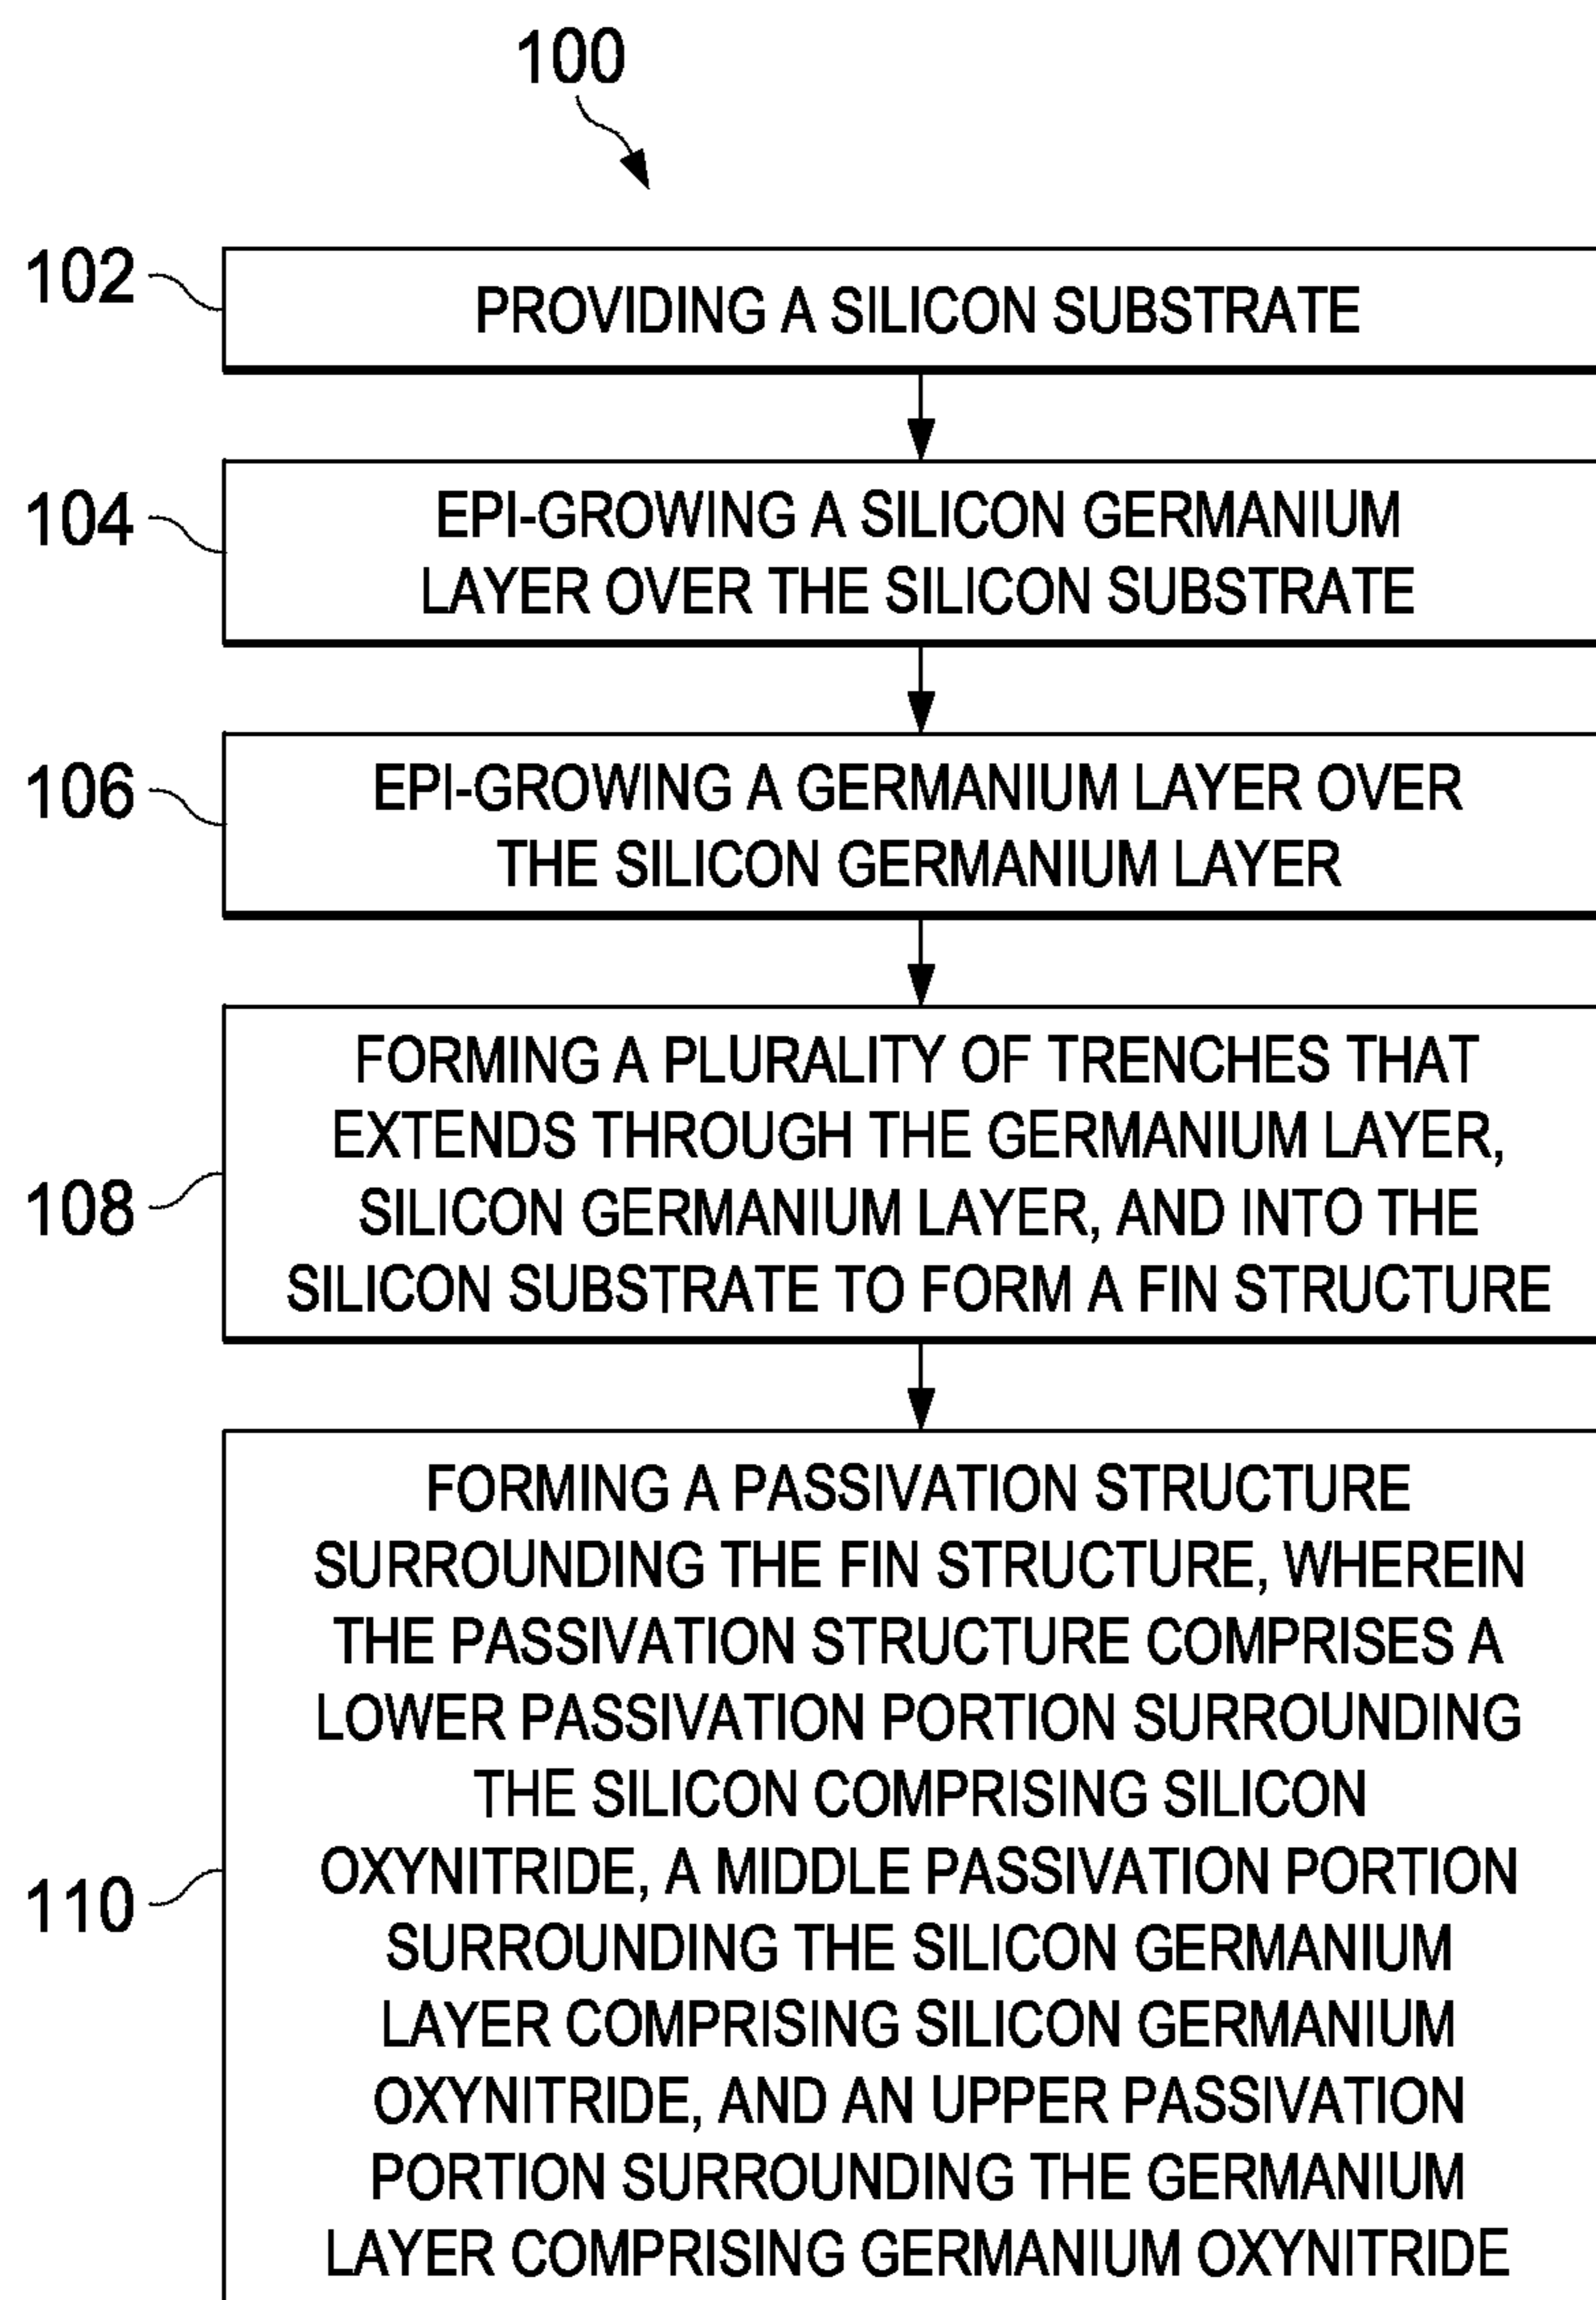 100
102
PROVIDING A SILICON SUBSTRATE
104
EPI-GROWING A SILICON GERMANIUM
LAYER OVER THE SILICON SUBSTRATE
106
EPI-GROWING A GERMANIUM LAYER OVER
THE SILICON GERMANIUM LAYER
108
FORMING A PLURALITY OF TRENCHES THAT
EXTENDS THROUGH THE GERMANIUM LAYER,
SILICON GERMANIUM LAYER, AND INTO THE
SILICON SUBSTRATE TO FORM A FIN STRUCTURE
110
FORMING A PASSIVATION STRUCTURE
SURROUNDING THE FIN STRUCTURE, WHEREIN
THE PASSIVATION STRUCTURE COMPRISES A
LOWER PASSIVATION PORTION SURROUNDING
THE SILICON COMPRISING SILICON
OXYNITRIDE, A MIDDLE PASSIVATION PORTION
SURROUNDING THE SILICON GERMANIUM
LAYER COMPRISING SILICON GERMANIUM
OXYNITRIDE, AND AN UPPER PASSIVATION
PORTION SURROUNDING THE GERMANIUM
LAYER COMPRISING GERMANIUM OXYNITRIDE